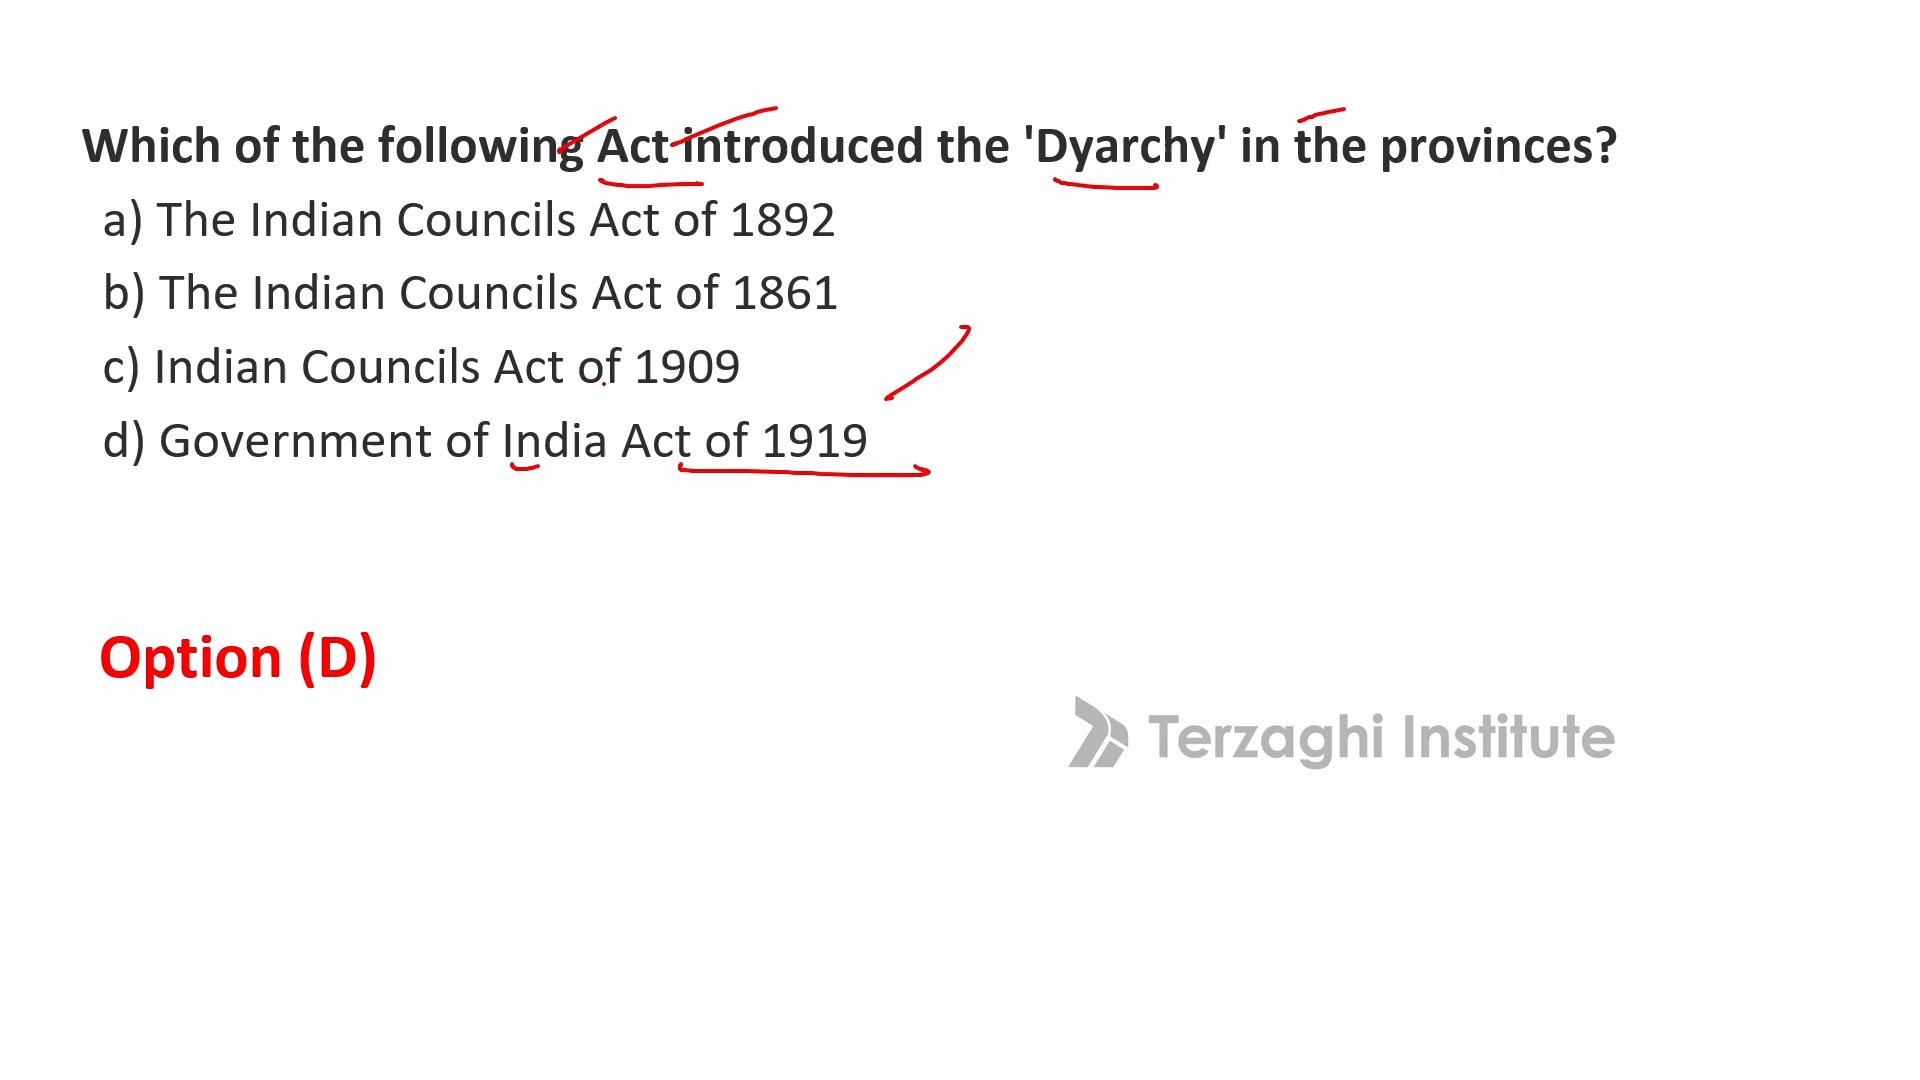 Which of the following Act introduced the 'Dyarchy' in the provinces?
a) The Indian Councils Act of 1892
b) The Indian Councils Act of 1861
c) Indian Councils Act of 1909
d) Government of India Act of 1919
Option (D)
Terzaghi Institute